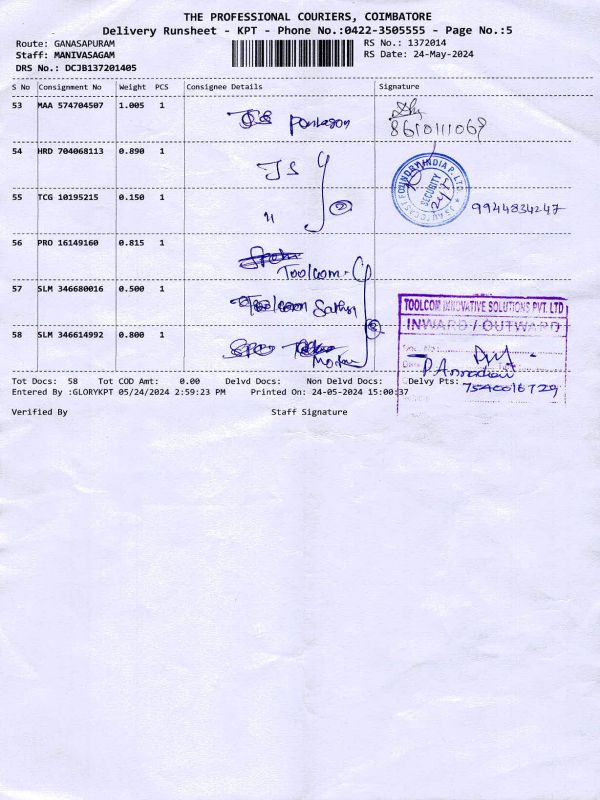 THE PROFESSIONAL COURIERS, COIMBATORE
Delivery Runsheet - KPT - Phone No.:0422-3505555 - Page No.:5
Route: GANASAPURAM
RS No.: 1372014
Staff: MANIVASAGAM
RS Date: 24-May-2024
DRS No.: DCJB137201405
S No Consignment No Weight PCS Consignee Details Signature
53 MAA 574704507 1.005 1
8610111069
54 HRD 704068113 0.890 1 JS
FOUNDRY INDIA P. LTD.
SECURITY
55 TCG 10195215 0.150 1 " 2
9944834247
56 PRO 16149160 0.815 1
Toolcom
57 SLM 346680016 0.500 1
TOOLCOM INNOVATIVE SOLUTIONS PVT. LTD
INWARD / OUTWARD
58 SLM 346614992 0.800 1
7540016729
Tot Docs: 58 Tot COD Amt: 0.00 Delvd Docs: Non Delvd Docs: Delvy Pts:
Entered By :GLORYKPT 05/24/2024 2:59:23 PM Printed On: 24-05-2024 15:00:37
Verified By Staff Signature